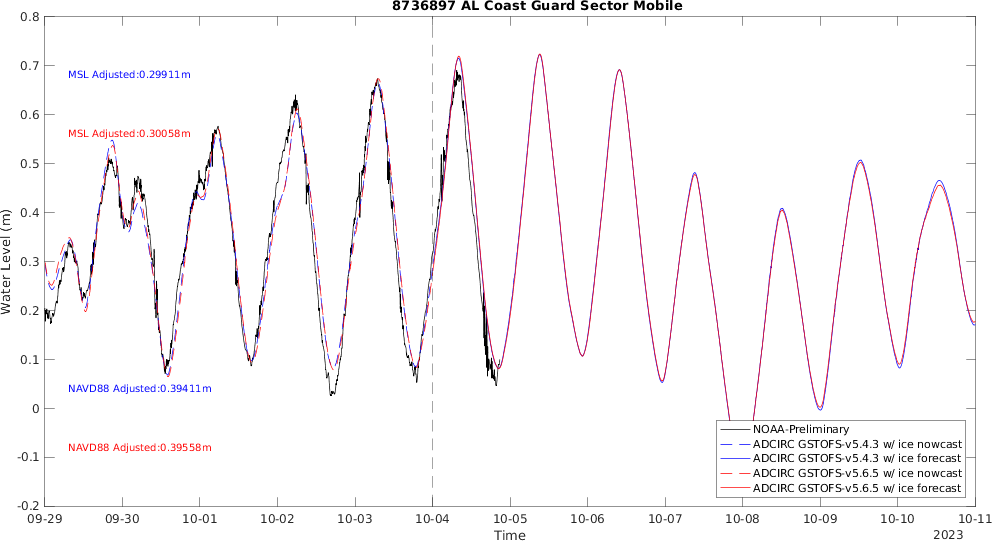 8736897 AL Coast Guard Sector Mobile
0.8
0.7
0.6
0.5
0.4
0.3
0.2
0.1
0
-0.1
-0.2
Water Level (m)
MSL Adjusted:0.29911m
MSL Adjusted:0.30058m
NAVD88 Adjusted:0.39411m
NAVD88 Adjusted:0.39558m
NOAA-Preliminary
ADCIRC GSTOFS-v5.4.3 w/ ice nowcast
ADCIRC GSTOFS-v5.4.3 w/ ice forecast
ADCIRC GSTOFS-v5.6.5 w/ ice nowcast
ADCIRC GSTOFS-v5.6.5 w/ ice forecast
09-29 09-30 10-01 10-02 10-03 10-04 10-05 10-06 10-07 10-08 10-09 10-10 10-11
Time
2023